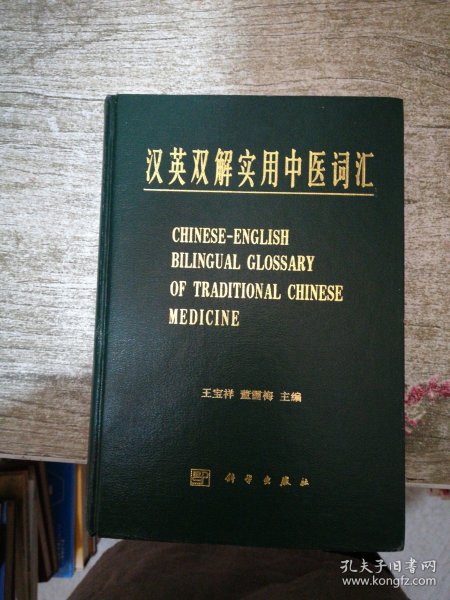 汉英双解实用中医词汇
CHINESE-ENGLISH
BILINGUAL GLOSSARY
OF TRADITIONAL CHINESE
MEDICINE
王宝祥 董雪梅 主编
科学出版社
孔夫子旧书网
www.kongfz.com